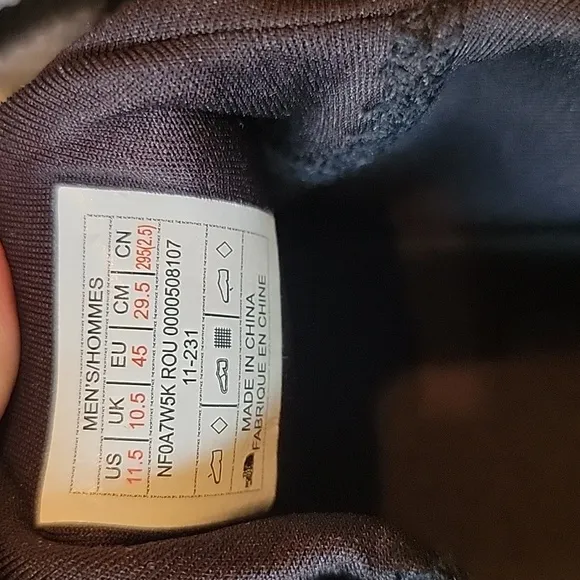 MEN'S/HOMMES
US UK EU CM CN
11.5 10.5 45 29.5 295(2.5)
NF0A7W5K ROU 0000508107
11-231
MADE IN CHINA
FABRIQUE EN CHINE